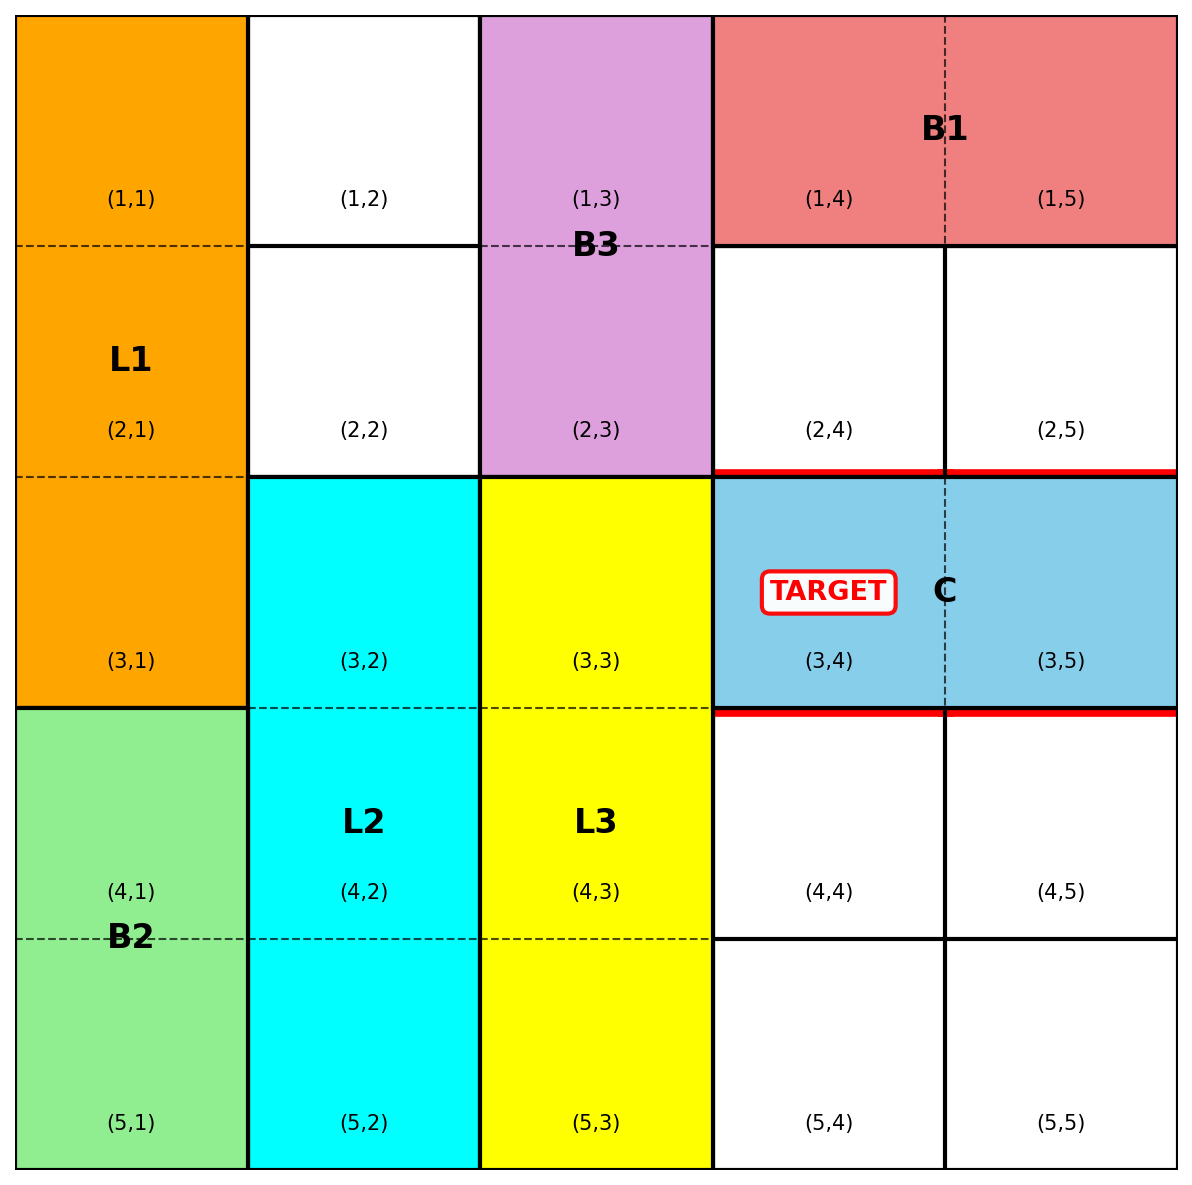 B1
(1,1) (1,2) (1,3) (1,4) (1,5)
B3
L1
(2,1) (2,2) (2,3) (2,4) (2,5)
TARGET C
(3,1) (3,2) (3,3) (3,4) (3,5)
L2 L3
(4,1) (4,2) (4,3) (4,4) (4,5)
B2
(5,1) (5,2) (5,3) (5,4) (5,5)